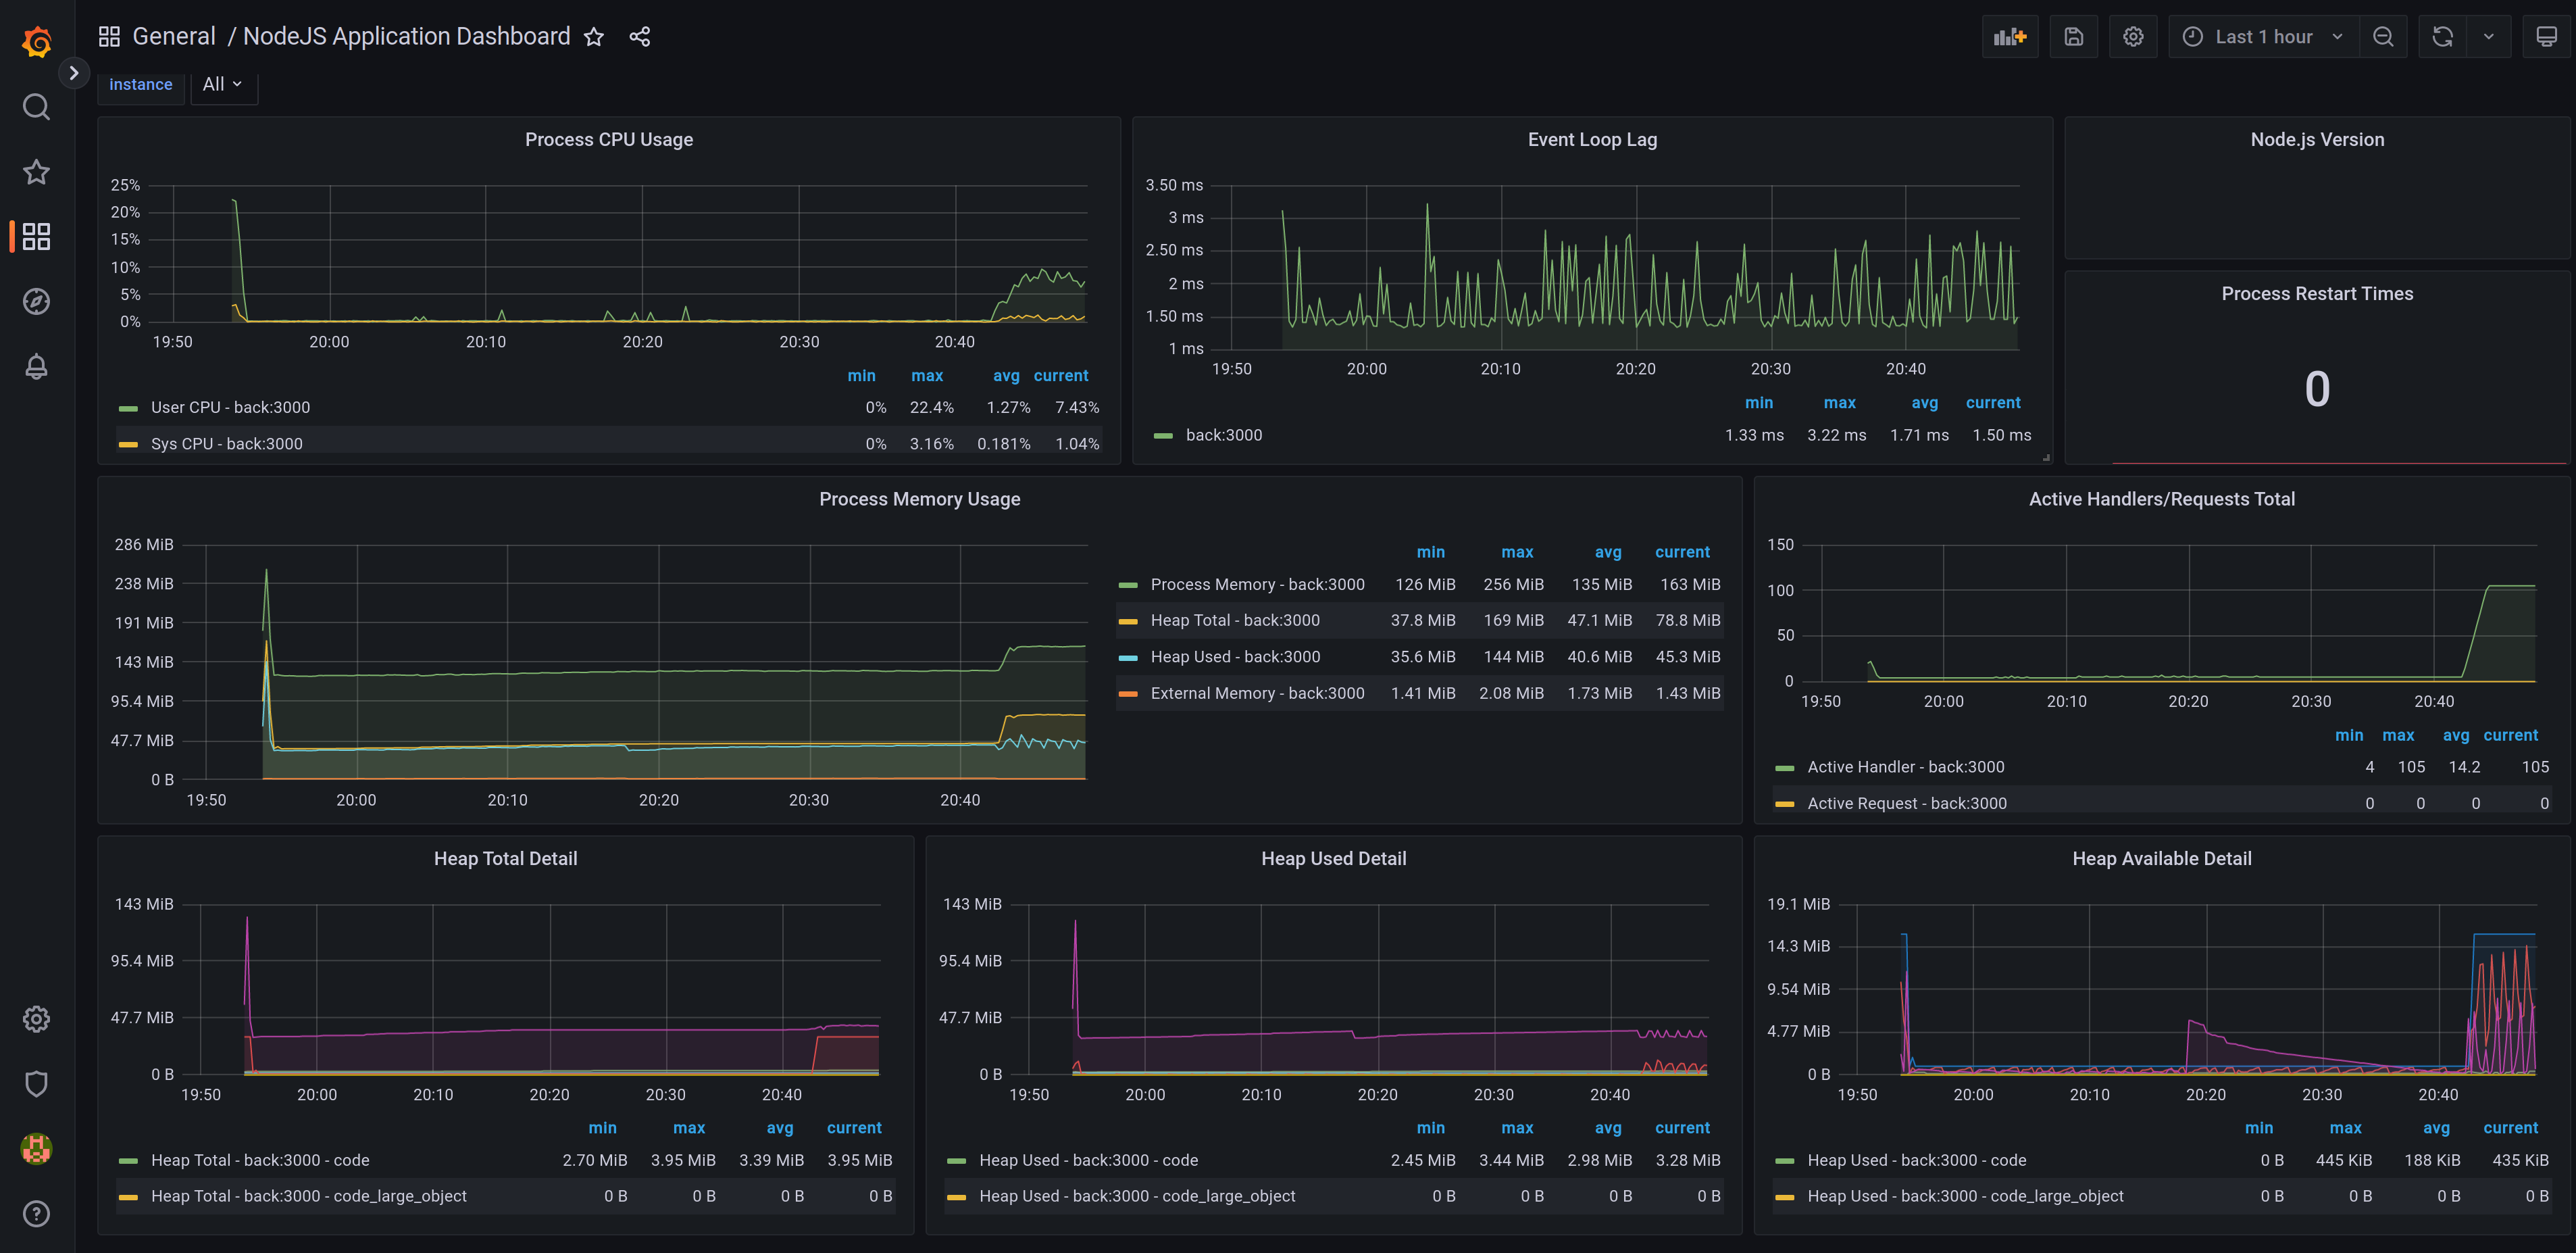 General / NodeJS Application Dashboard
Last 1 hour
instance All
Process CPU Usage
25%
20%
15%
10%
5%
0%
19:50 20:00 20:10 20:20 20:30 20:40
min max avg current
User CPU - back:3000 0% 22.4% 1.27% 7.43%
Sys CPU - back:3000 0% 3.16% 0.181% 1.04%
Event Loop Lag
3.50 ms
3 ms
2.50 ms
2 ms
1.50 ms
1 ms
19:50 20:00 20:10 20:20 20:30 20:40
min max avg current
back:3000 1.33 ms 3.22 ms 1.71 ms 1.50 ms
Node.js Version
Process Restart Times
0
Process Memory Usage
286 MiB
238 MiB
191 MiB
143 MiB
95.4 MiB
47.7 MiB
0 B
19:50 20:00 20:10 20:20 20:30 20:40
min max avg current
Process Memory - back:3000 126 MiB 256 MiB 135 MiB 163 MiB
Heap Total - back:3000 37.8 MiB 169 MiB 47.1 MiB 78.8 MiB
Heap Used - back:3000 35.6 MiB 144 MiB 40.6 MiB 45.3 MiB
External Memory - back:3000 1.41 MiB 2.08 MiB 1.73 MiB 1.43 MiB
Active Handlers/Requests Total
150
100
50
0
19:50 20:00 20:10 20:20 20:30 20:40
min max avg current
Active Handler - back:3000 4 105 14.2 105
Active Request - back:3000 0 0 0 0
Heap Total Detail
143 MiB
95.4 MiB
47.7 MiB
0 B
19:50 20:00 20:10 20:20 20:30 20:40
min max avg current
Heap Total - back:3000 - code 2.70 MiB 3.95 MiB 3.39 MiB 3.95 MiB
Heap Total - back:3000 - code_large_object 0 B 0 B 0 B 0 B
Heap Used Detail
143 MiB
95.4 MiB
47.7 MiB
0 B
19:50 20:00 20:10 20:20 20:30 20:40
min max avg current
Heap Used - back:3000 - code 2.45 MiB 3.44 MiB 2.98 MiB 3.28 MiB
Heap Used - back:3000 - code_large_object 0 B 0 B 0 B 0 B
Heap Available Detail
19.1 MiB
14.3 MiB
9.54 MiB
4.77 MiB
0 B
19:50 20:00 20:10 20:20 20:30 20:40
min max avg current
Heap Used - back:3000 - code 0 B 445 KiB 188 KiB 435 KiB
Heap Used - back:3000 - code_large_object 0 B 0 B 0 B 0 B